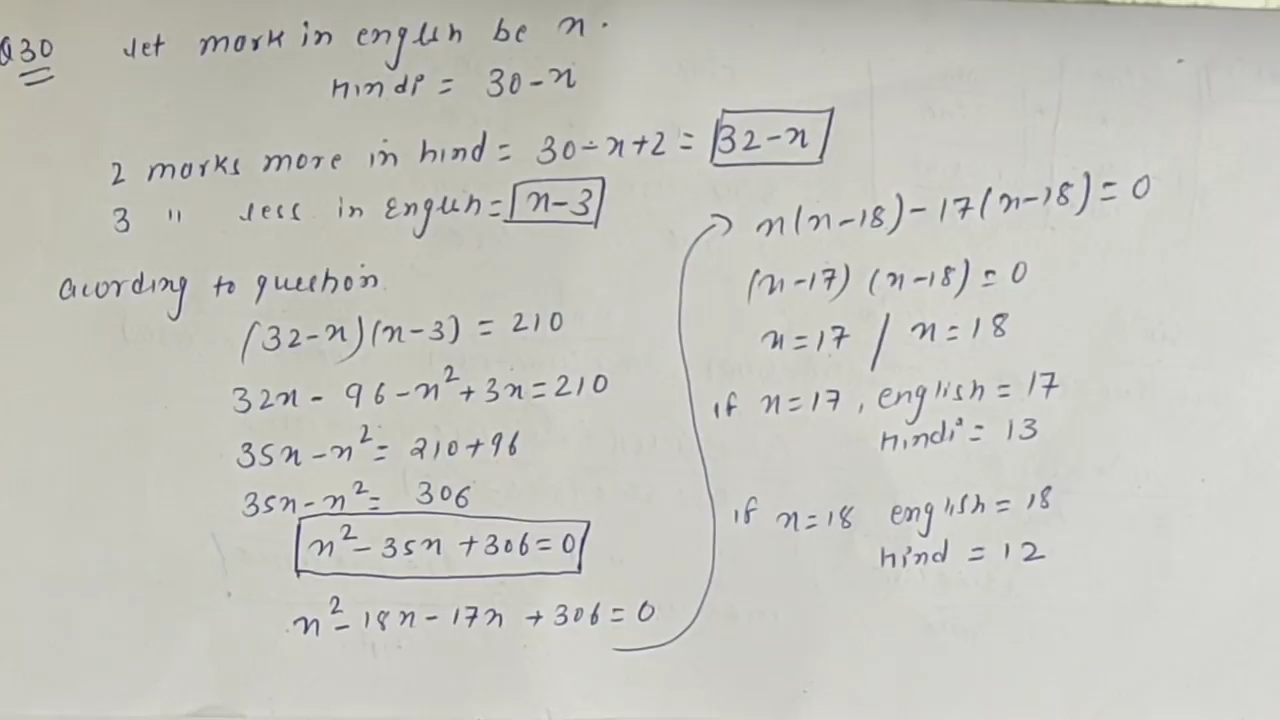 Q30 let mark in english be x.
hindi = 30-x
2 marks more in hind = 30-x+2 = 32-x
3 " less in English = x-3
acording to question
(32-x)(x-3) = 210
32x - 96 - x² + 3x = 210
35x - x² = 210+96
35x - x² = 306
x² - 35x + 306 = 0
x² - 18x - 17x + 306 = 0
x(x-18) - 17(x-18) = 0
(x-17) (x-18) = 0
x = 17 / x = 18
if x = 17, english = 17
hindi = 13
if x = 18 english = 18
hind = 12